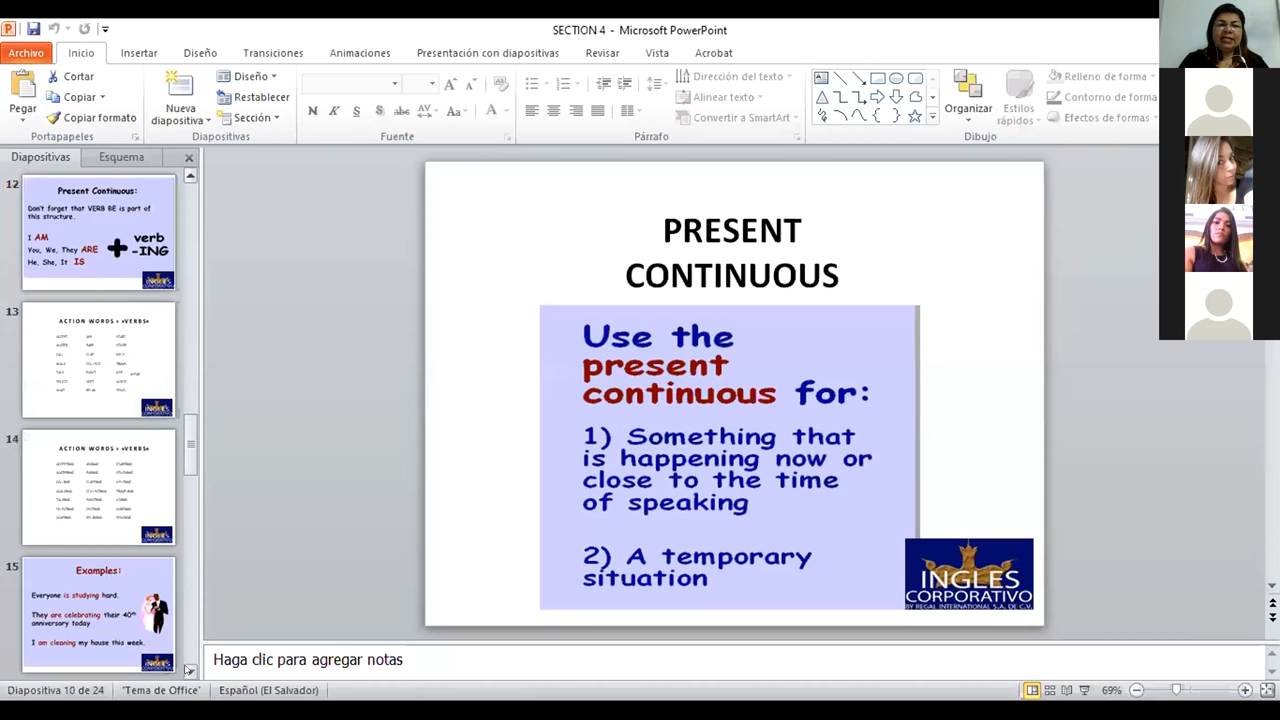 SECTION 4 - Microsoft PowerPoint
Archivo Inicio Insertar Diseño Transiciones Animaciones Presentación con diapositivas Revisar Vista Acrobat
Pegar
Cortar
Copiar
Copiar formato
Portapapeles
Nueva
diapositiva
Diseño
Restablecer
Sección
Diapositivas
N K S abc AV Aa A
Fuente
Dirección del texto
Alinear texto
Convertir a SmartArt
Párrafo
Organizar
Estilos
rápidos
Dibujo
Relleno de forma
Contorno de forma
Efectos de formas
Diapositivas Esquema
12
Present Continuous:
Don't forget that VERB BE is part of
this structure.
I AM
You, We, They ARE
He, She, It IS
+
verb
-ING
13
ACTION WORDS = «VERBS»
14
ACTION WORDS = «VERBS»
15
Examples:
Everyone is studying hard.
They are celebrating their 40th
anniversary today
I am cleaning my house this week.
PRESENT
CONTINUOUS
Use the
present
continuous for:
1) Something that
is happening now or
close to the time
of speaking
2) A temporary
situation
INGLES
CORPORATIVO
BY REGAL INTERNATIONAL S.A. DE C.V.
Haga clic para agregar notas
Diapositiva 10 de 24 "Tema de Office" Español (El Salvador) 69%